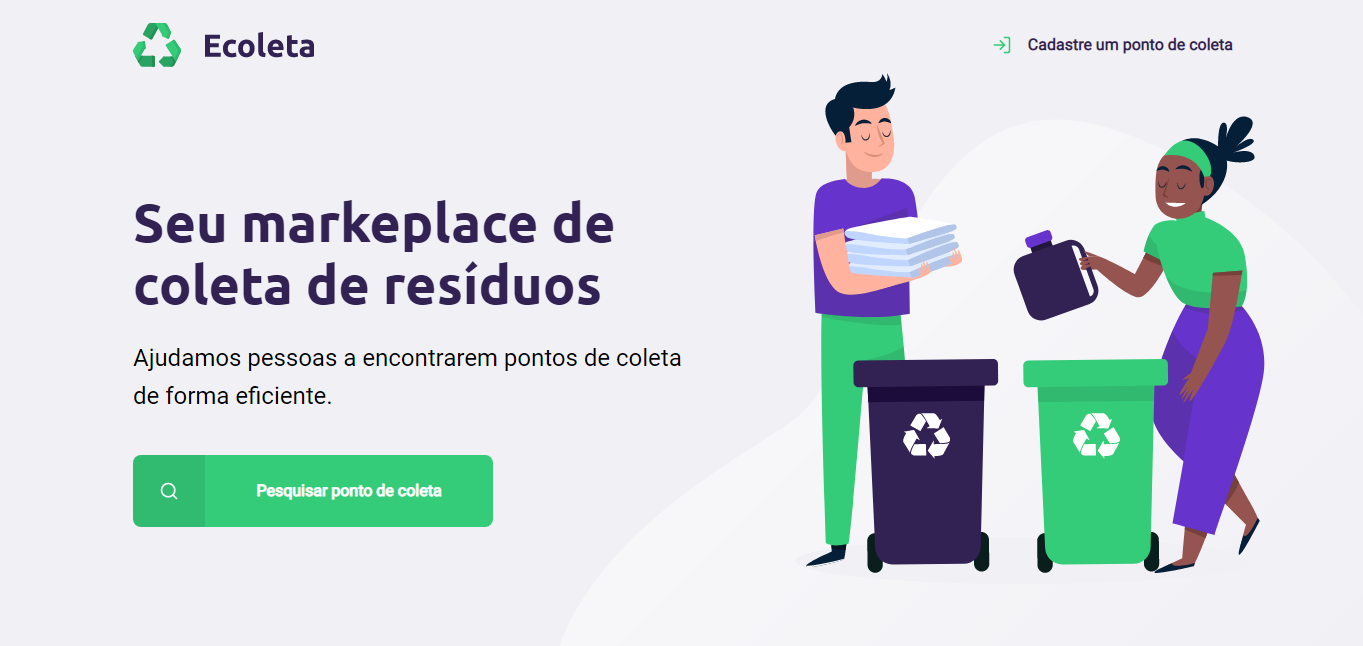 Ecoleta
Cadastre um ponto de coleta
Seu markeplace de
coleta de resíduos
Ajudamos pessoas a encontrarem pontos de coleta
de forma eficiente.
Pesquisar ponto de coleta